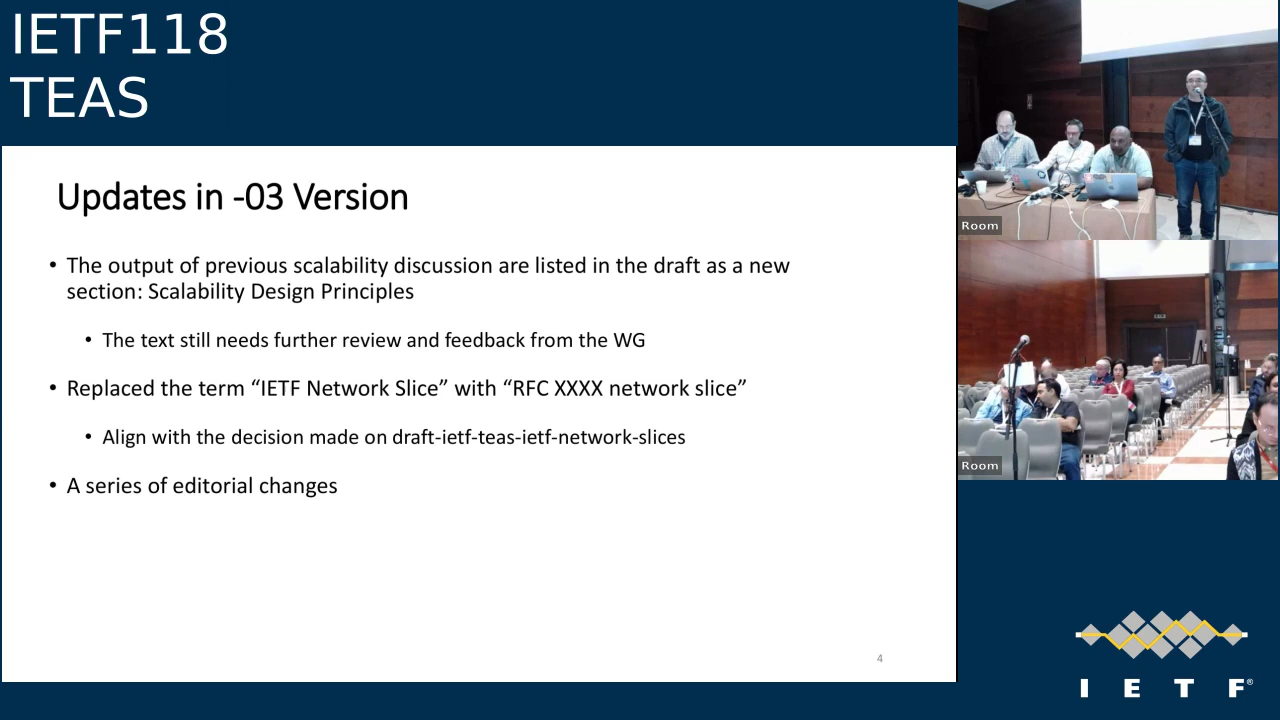 IETF118
TEAS
Updates in -03 Version
• The output of previous scalability discussion are listed in the draft as a new
section: Scalability Design Principles
• The text still needs further review and feedback from the WG
• Replaced the term “IETF Network Slice” with “RFC XXXX network slice”
• Align with the decision made on draft-ietf-teas-ietf-network-slices
• A series of editorial changes
4
Room
Room
I E T F®